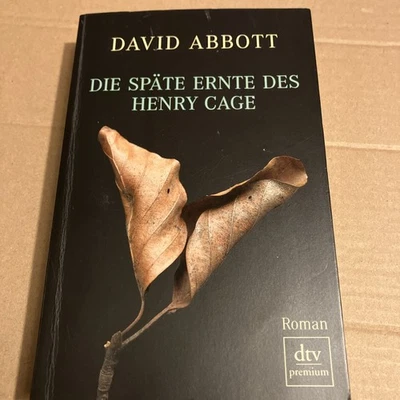 DAVID ABBOTT
DIE SPÄTE ERNTE DES
HENRY CAGE
Roman
dtv
premium